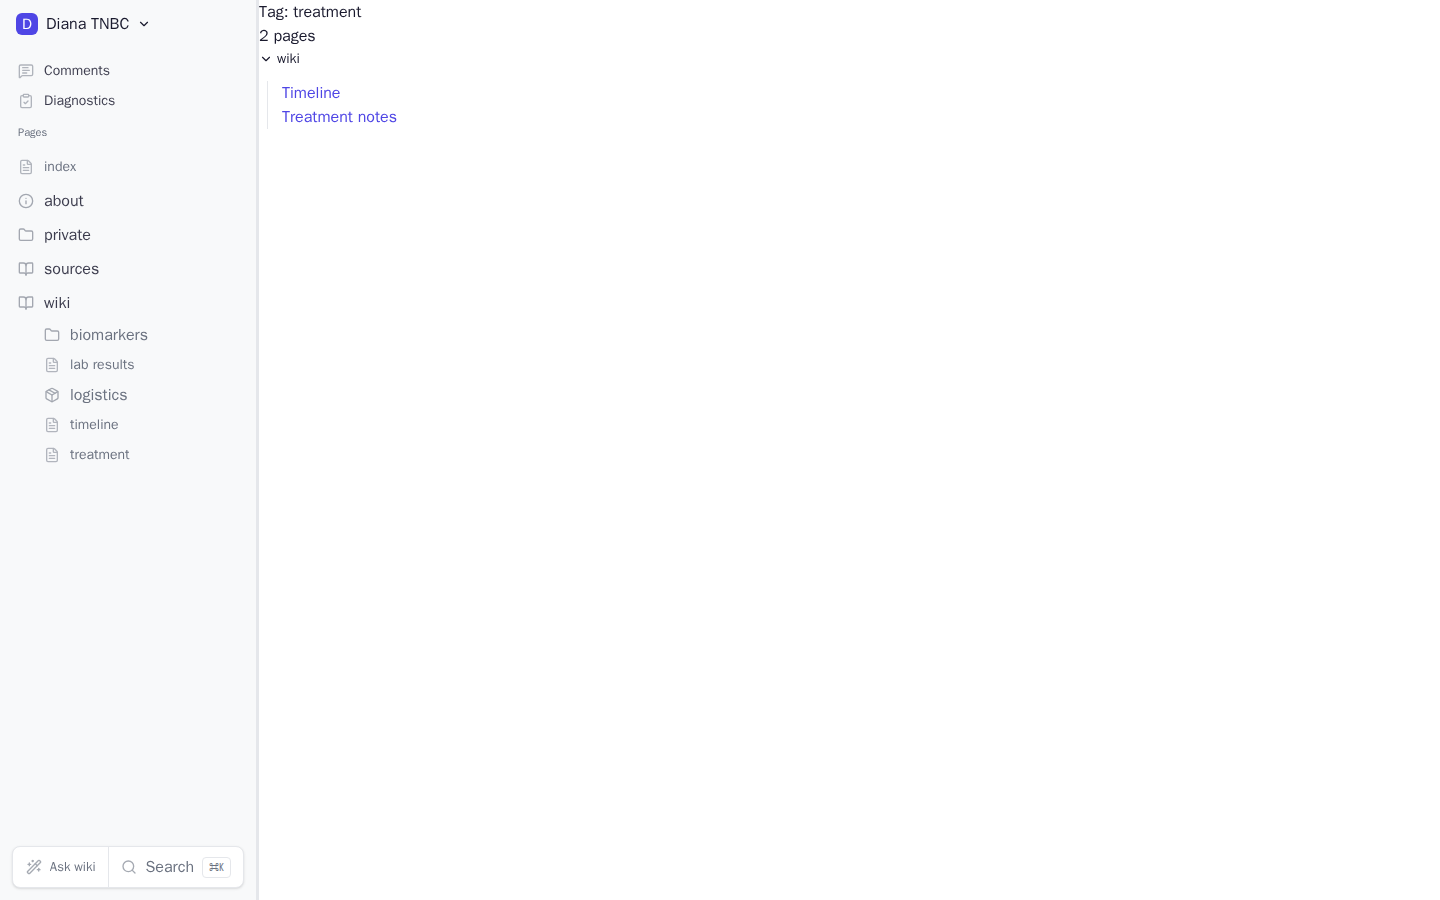 D Diana TNBC
Comments
Diagnostics
Pages
index
about
private
sources
wiki
biomarkers
lab results
logistics
timeline
treatment
Ask wiki
Search ⌘K
Tag: treatment
2 pages
wiki
Timeline
Treatment notes